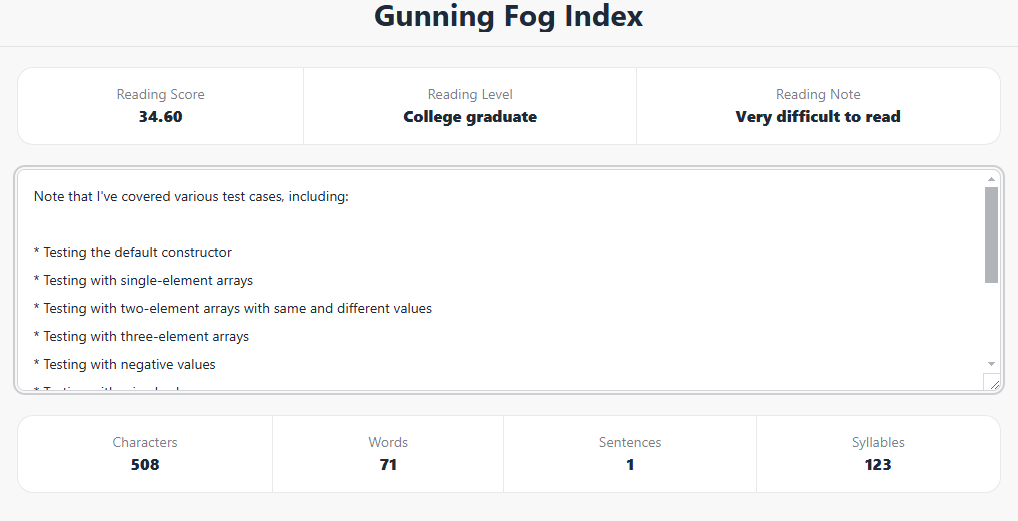 Gunning Fog Index
Reading Score
34.60
Reading Level
College graduate
Reading Note
Very difficult to read
Note that I've covered various test cases, including:
* Testing the default constructor
* Testing with single-element arrays
* Testing with two-element arrays with same and different values
* Testing with three-element arrays
* Testing with negative values
Characters
508
Words
71
Sentences
1
Syllables
123